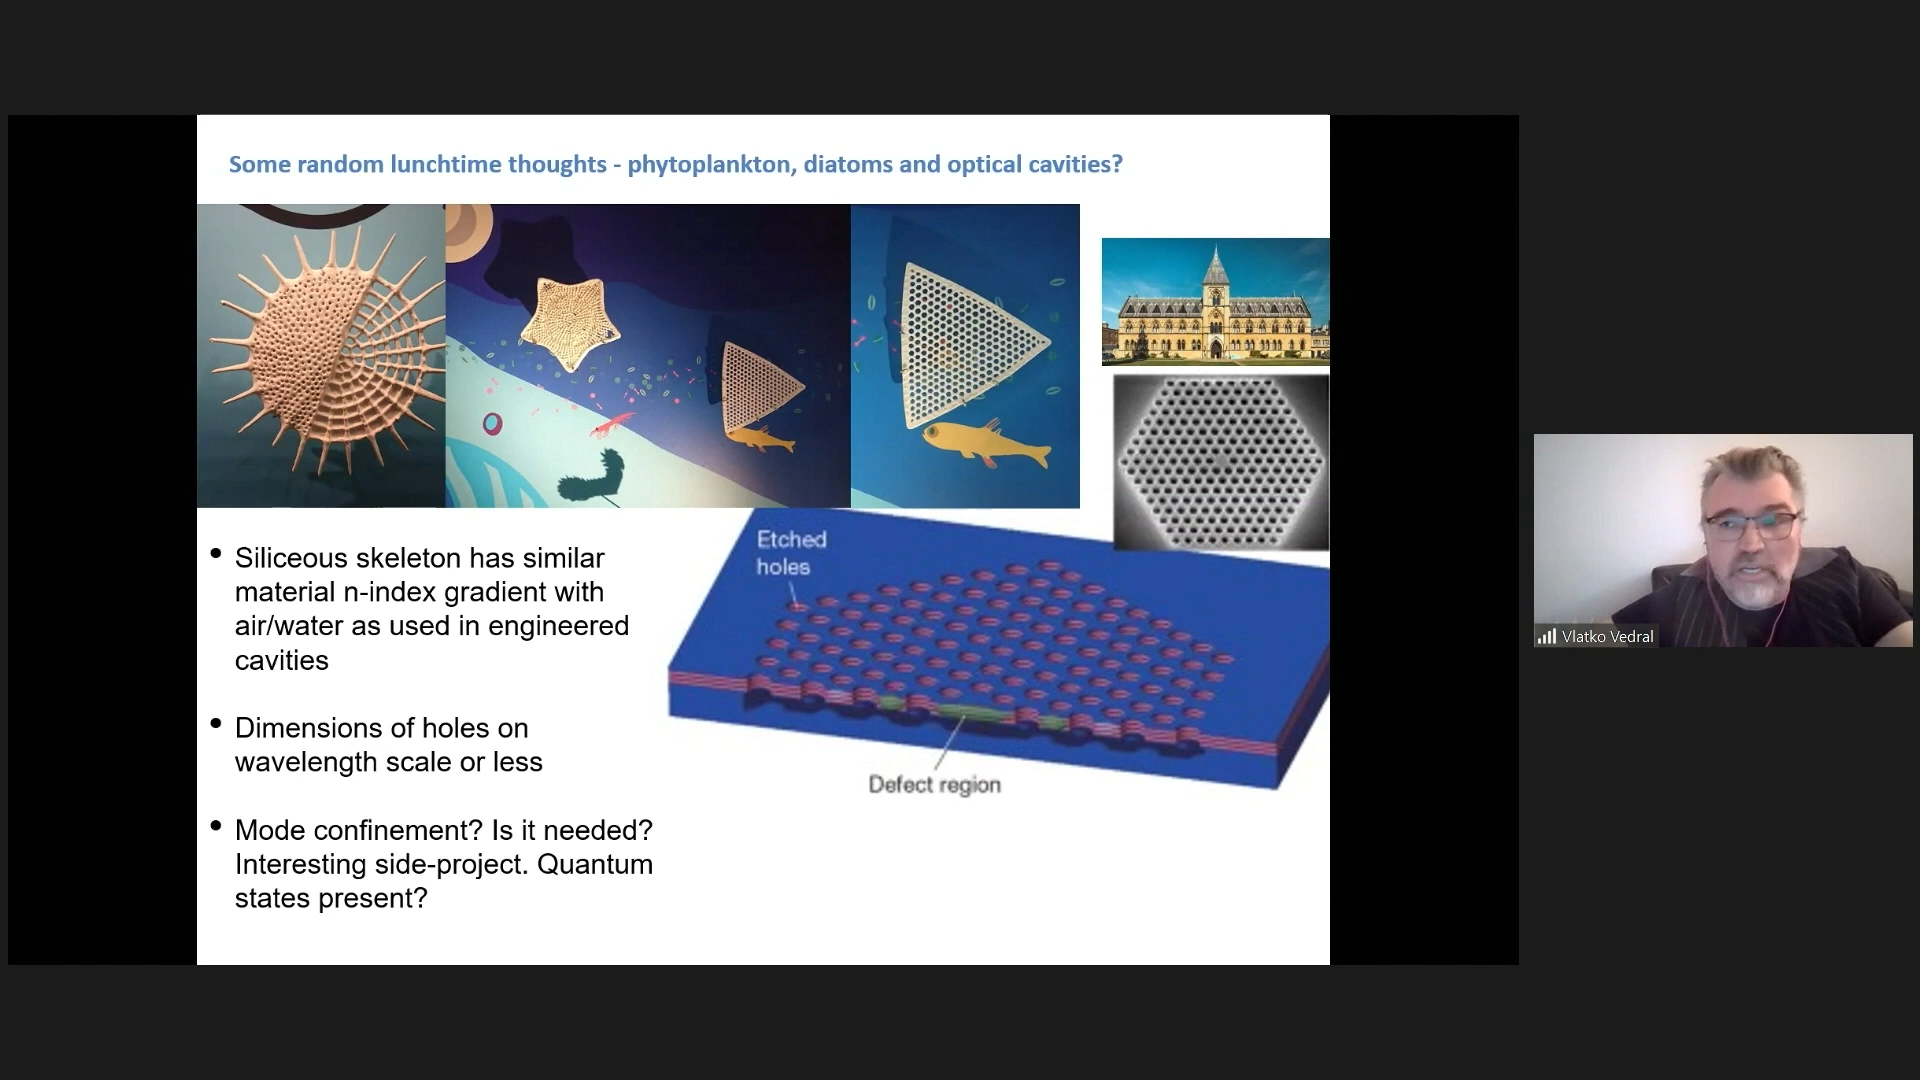 Some random lunchtime thoughts - phytoplankton, diatoms and optical cavities?
Etched
holes
Defect region
• Siliceous skeleton has similar
material n-index gradient with
air/water as used in engineered
cavities
• Dimensions of holes on
wavelength scale or less
• Mode confinement? Is it needed?
Interesting side-project. Quantum
states present?
Vlatko Vedral